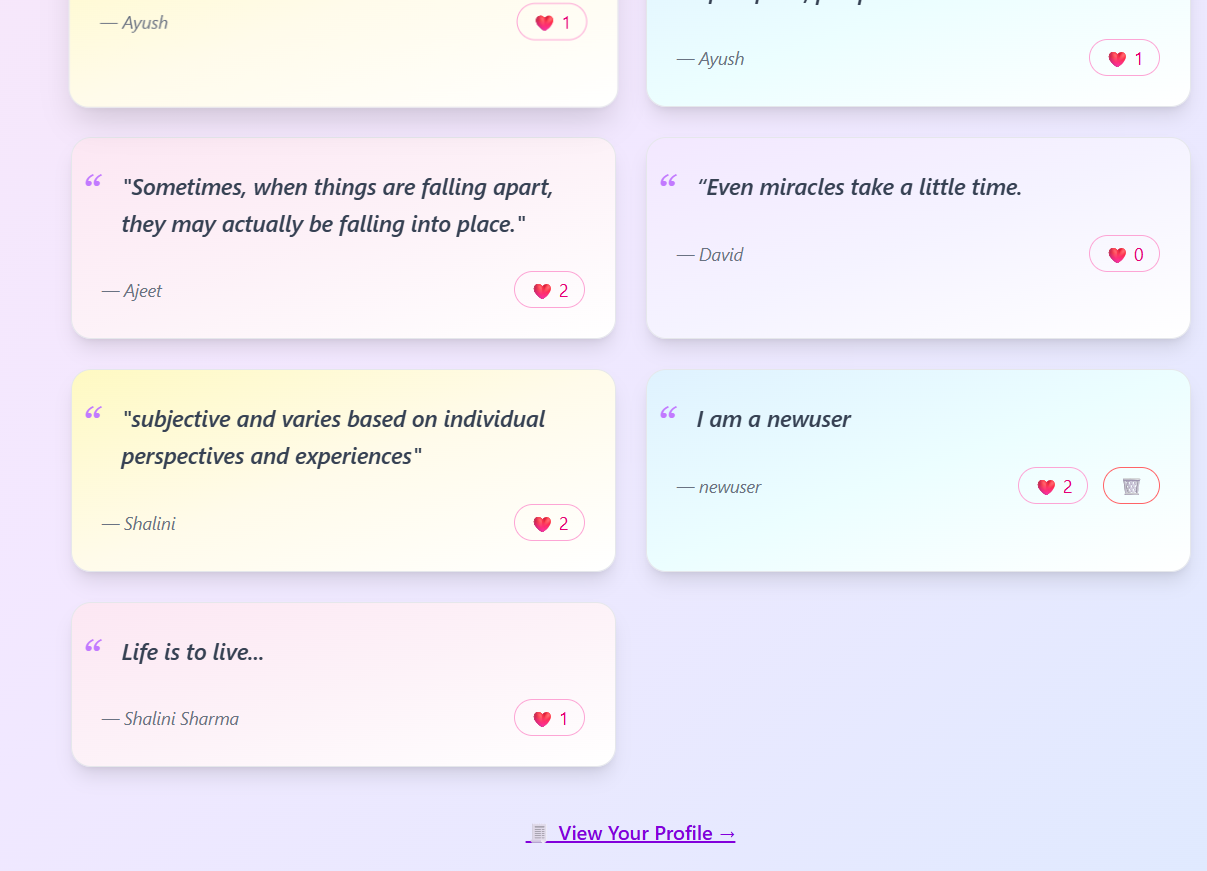 — Ayush
❤ 1
— Ayush
❤ 1
“ "Sometimes, when things are falling apart,
they may actually be falling into place."
— Ajeet
❤ 2
“ “Even miracles take a little time.
— David
❤ 0
“ "subjective and varies based on individual
perspectives and experiences"
— Shalini
❤ 2
“ I am a newuser
— newuser
❤ 2
“ Life is to live...
— Shalini Sharma
❤ 1
View Your Profile →